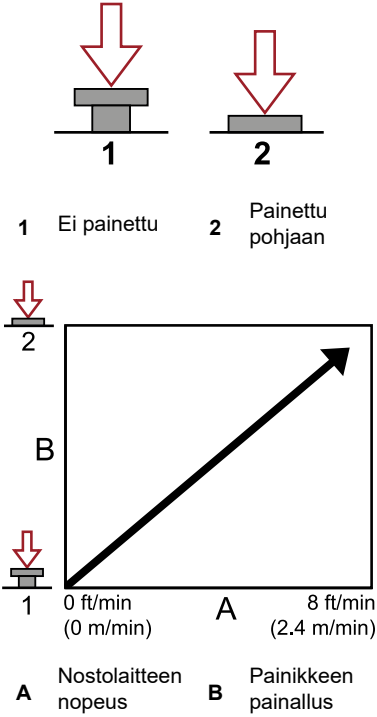 1 2
1 Ei painettu 2 Painettu
pohjaan
2
B
1
0 ft/min A 8 ft/min
(0 m/min) (2.4 m/min)
A Nostolaitteen
nopeus
B Painikkeen
painallus